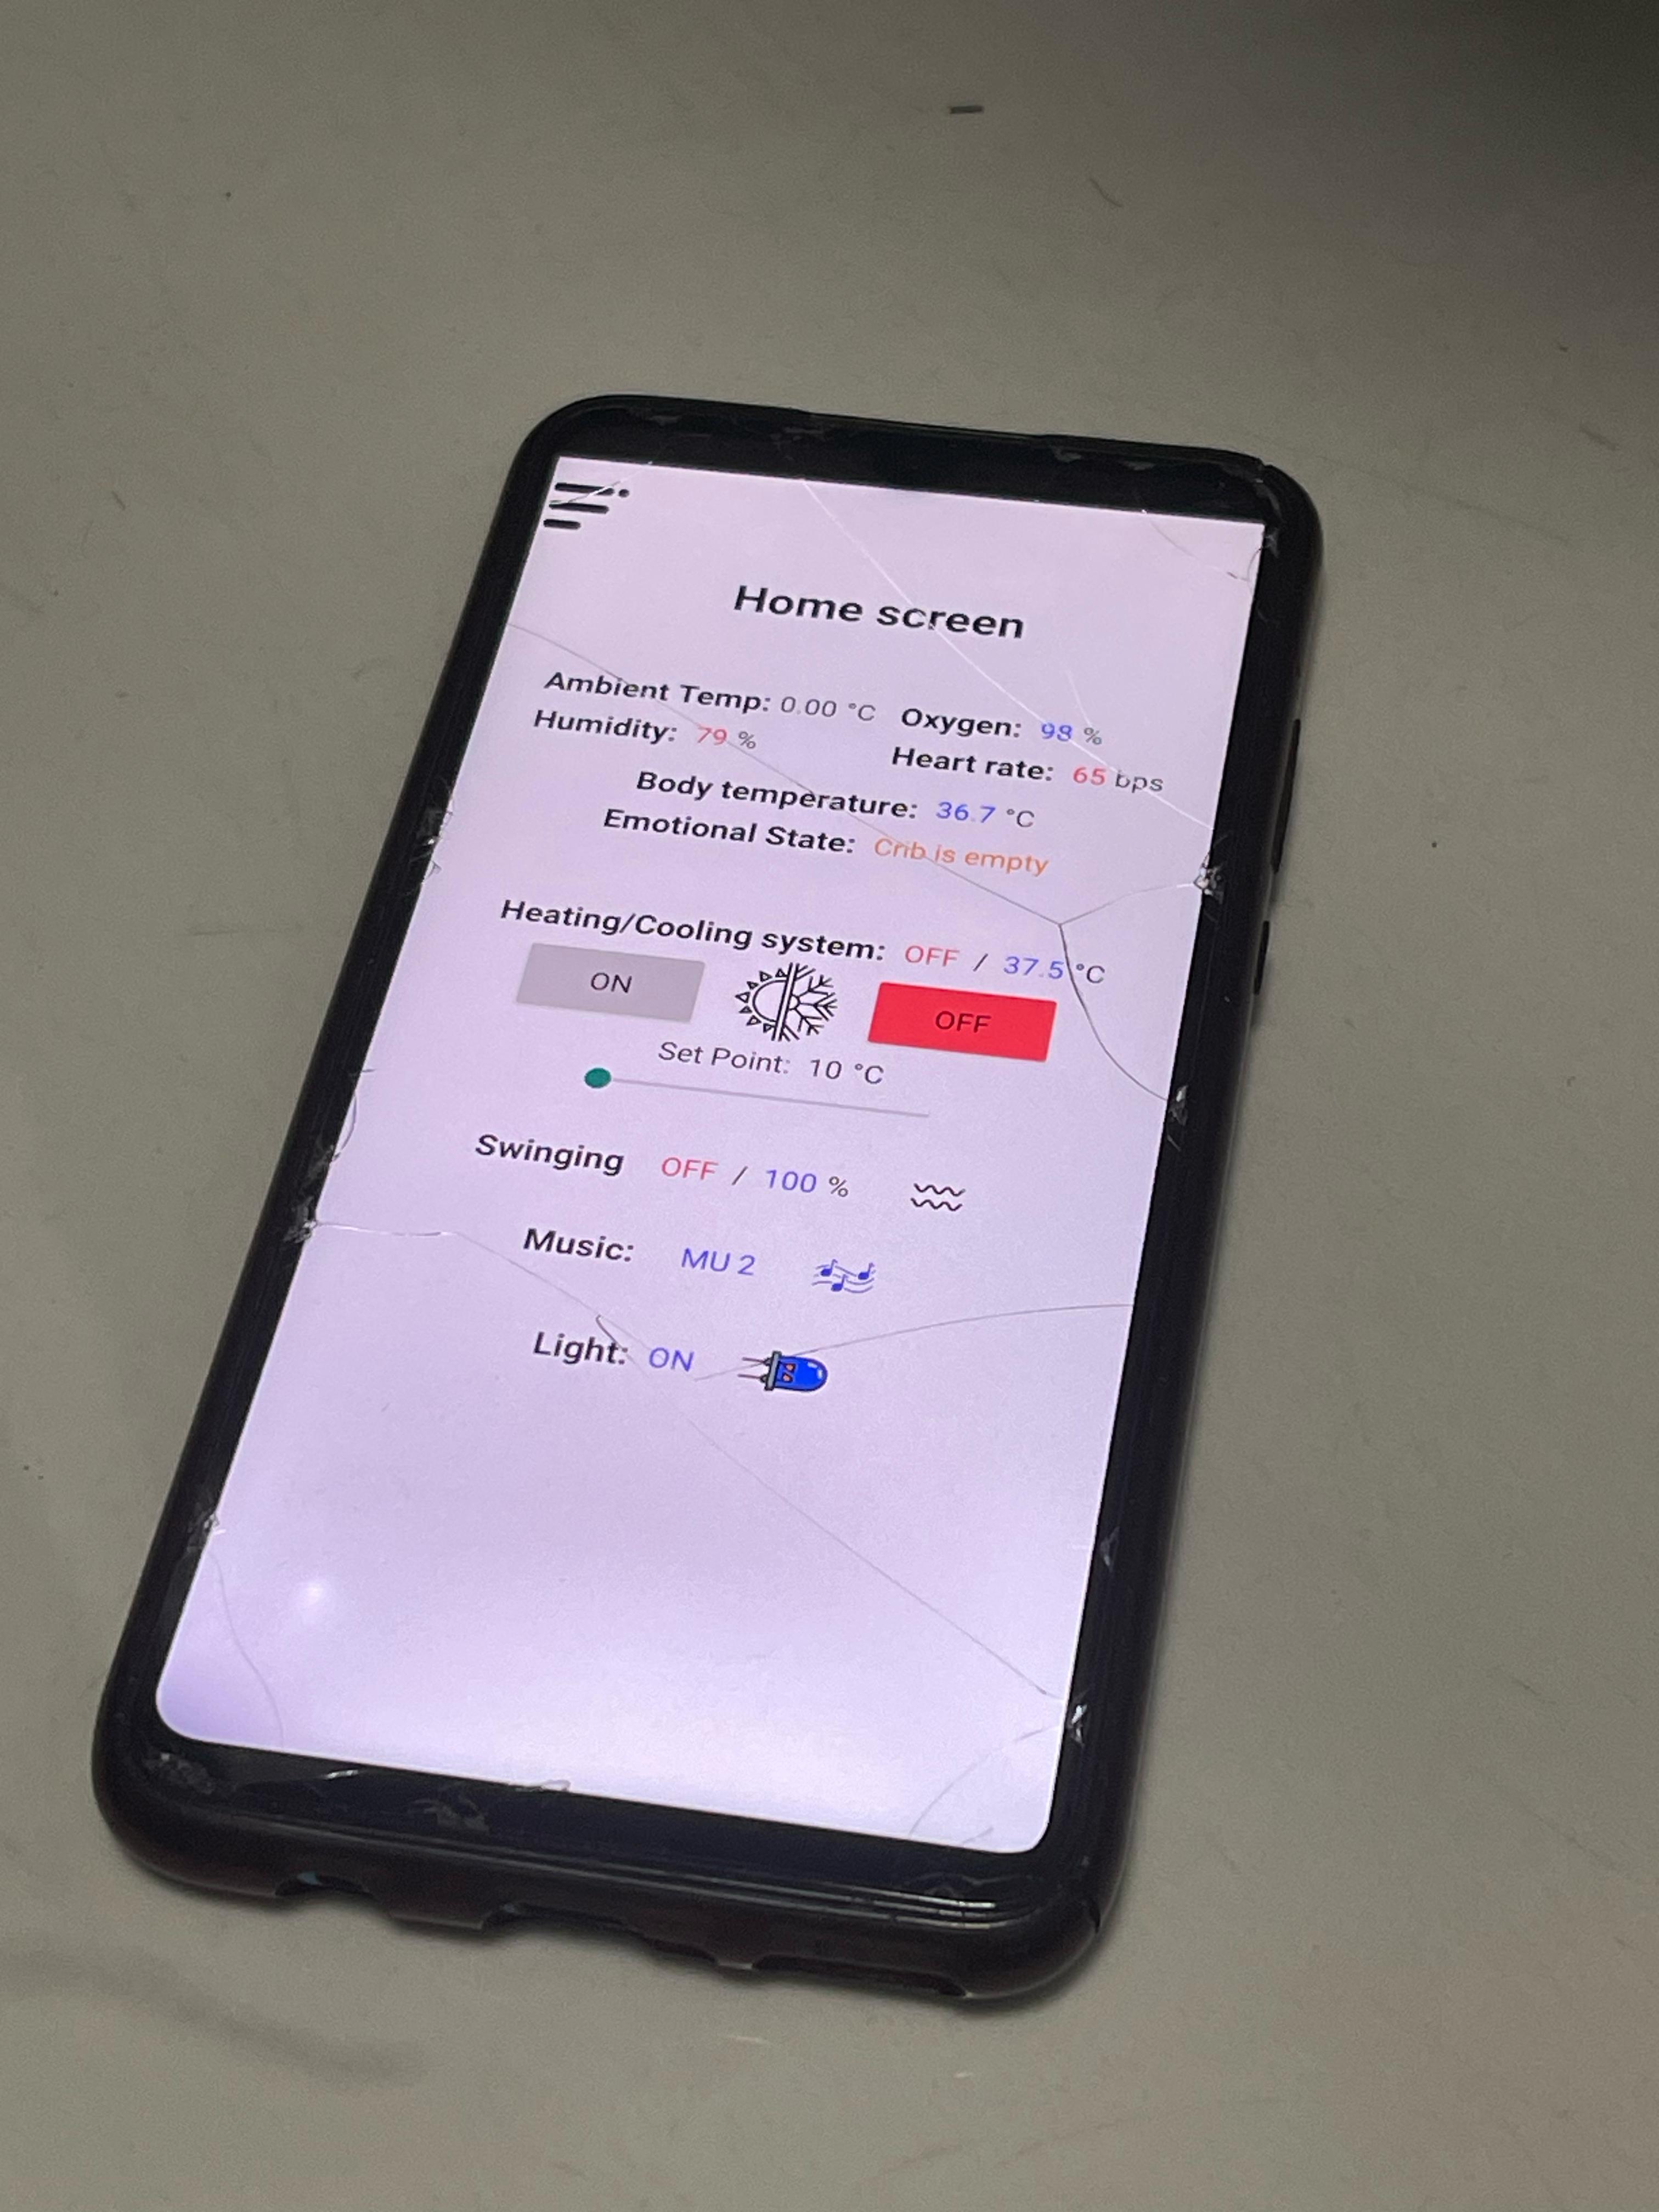 Home screen
Ambient Temp: 0.00 °C Oxygen: 98 %
Humidity: 79 % Heart rate: 65 bps
Body temperature: 36.7 °C
Emotional State: Crib is empty
Heating/Cooling system: OFF / 37.5 °C
ON OFF
Set Point: 10 °C
Swinging OFF / 100 %
Music: MU 2
Light: ON